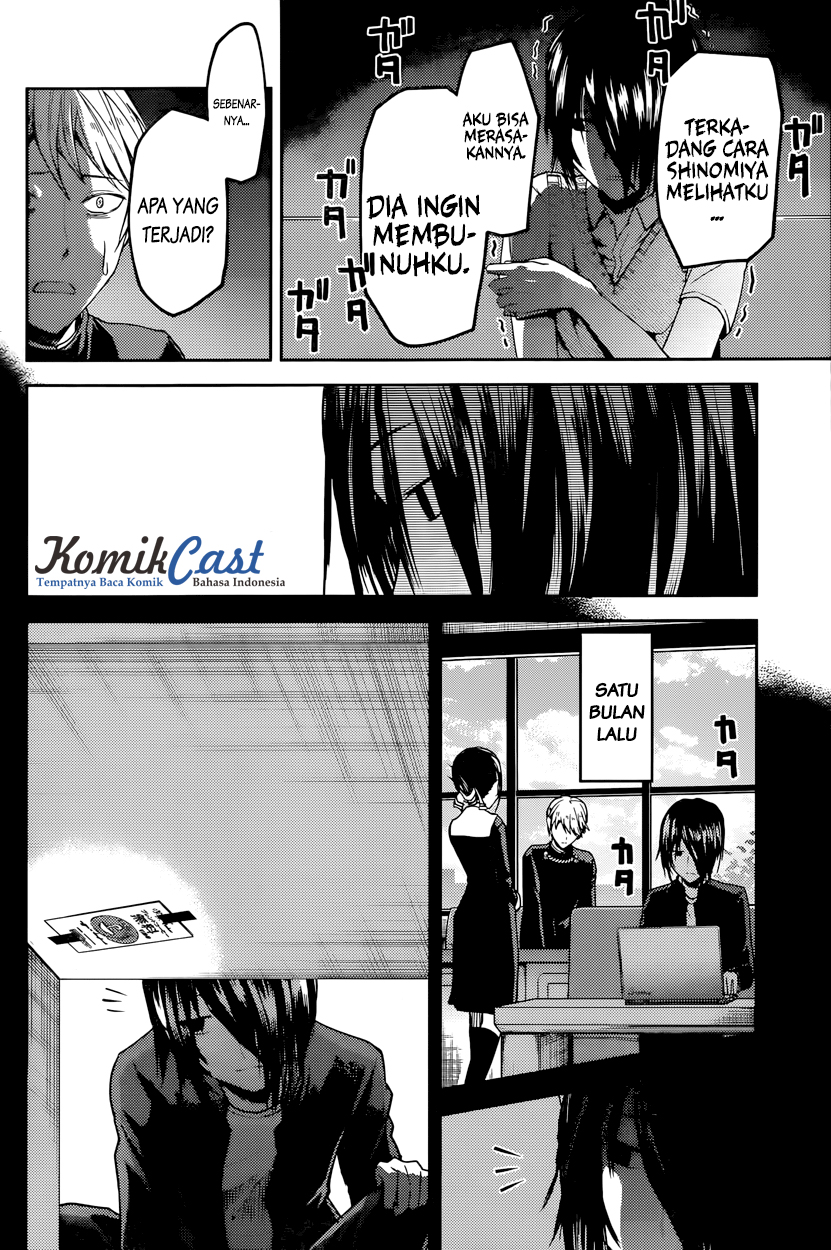 TERKA-
DANG CARA
SHINOMIYA
MELIHATKU
...
AKU BISA
MERASA-
KANNYA.
DIA INGIN
MEMBU-
NUHKU.
ガタ
ガタ
ガタ
ガタ
ガタ
SEBENAR-
NYA...
APA YANG
TERJADI?
KomikCast
Tempatnya Baca Komik Bahasa Indonesia
SATU
BULAN
LALU
カタ
カタ